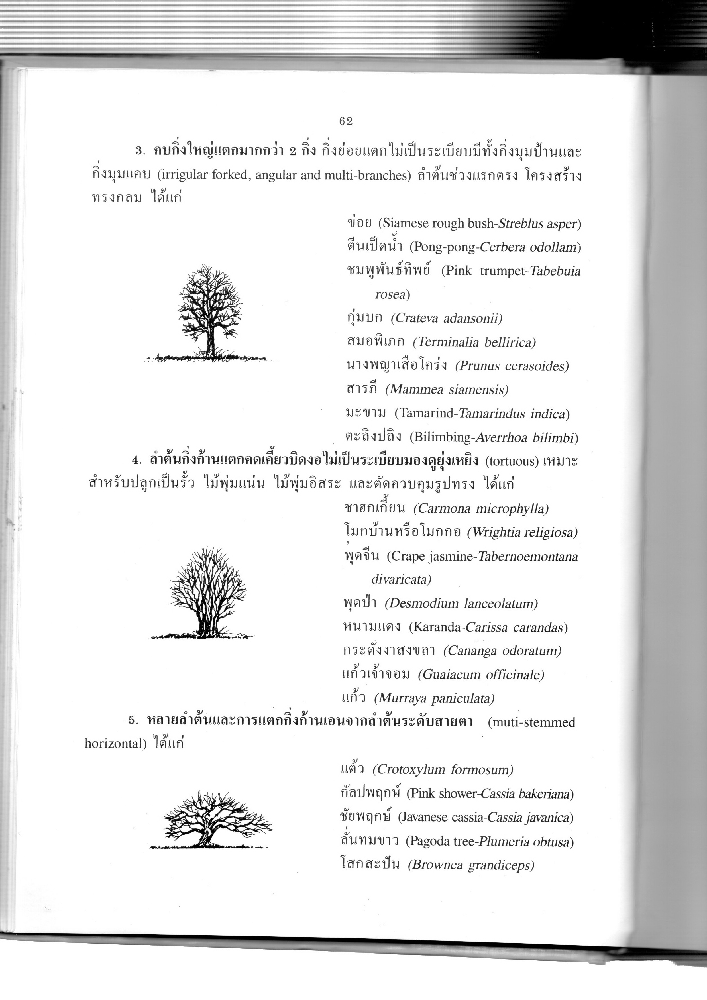 62
3. คบกิ่งใหญ่แตกมากกว่า 2 กิ่ง กิ่งย่อยแตกไม่เป็นระเบียบมีทั้งกิ่งมุมป้านและ
กิ่งมุมแคบ (irrigular forked, angular and multi-branches) ลำต้นช่วงแรกตรง โครงสร้าง
ทรงกลม ได้แก่
ข่อย (Siamese rough bush-Streblus asper)
ตีนเป็ดน้ำ (Pong-pong-Cerbera odollam)
ชมพูพันธ์ทิพย์ (Pink trumpet-Tabebuia
rosea)
กุ่มบก (Crateva adansonii)
สมอพิเภก (Terminalia bellirica)
นางพญาเสือโคร่ง (Prunus cerasoides)
สารภี (Mammea siamensis)
มะขาม (Tamarind-Tamarindus indica)
ตะลิงปลิง (Bilimbing-Averrhoa bilimbi)
4. ลำต้นกิ่งก้านแตกคดเคี้ยวบิดงอไม่เป็นระเบียบมองดูยุ่งเหยิง (tortuous) เหมาะ
สำหรับปลูกเป็นรั้ว ไม้พุ่มแน่น ไม้พุ่มอิสระ และตัดควบคุมรูปทรง ได้แก่
ชาฮกเกี้ยน (Carmona microphylla)
โมกบ้านหรือโมกกอ (Wrightia religiosa)
พุดจีน (Crape jasmine-Tabernoemontana
divaricata)
พุดป่า (Desmodium lanceolatum)
หนามแดง (Karanda-Carissa carandas)
กระดังงาสงขลา (Cananga odoratum)
แก้วเจ้าจอม (Guaiacum officinale)
แก้ว (Murraya paniculata)
5. หลายลำต้นและการแตกกิ่งก้านเอนจากลำต้นระดับสายตา (muti-stemmed
horizontal) ได้แก่
แต้ว (Crotoxylum formosum)
กัลปพฤกษ์ (Pink shower-Cassia bakeriana)
ชัยพฤกษ์ (Javanese cassia-Cassia javanica)
ลั่นทมขาว (Pagoda tree-Plumeria obtusa)
โสกสะปัน (Brownea grandiceps)